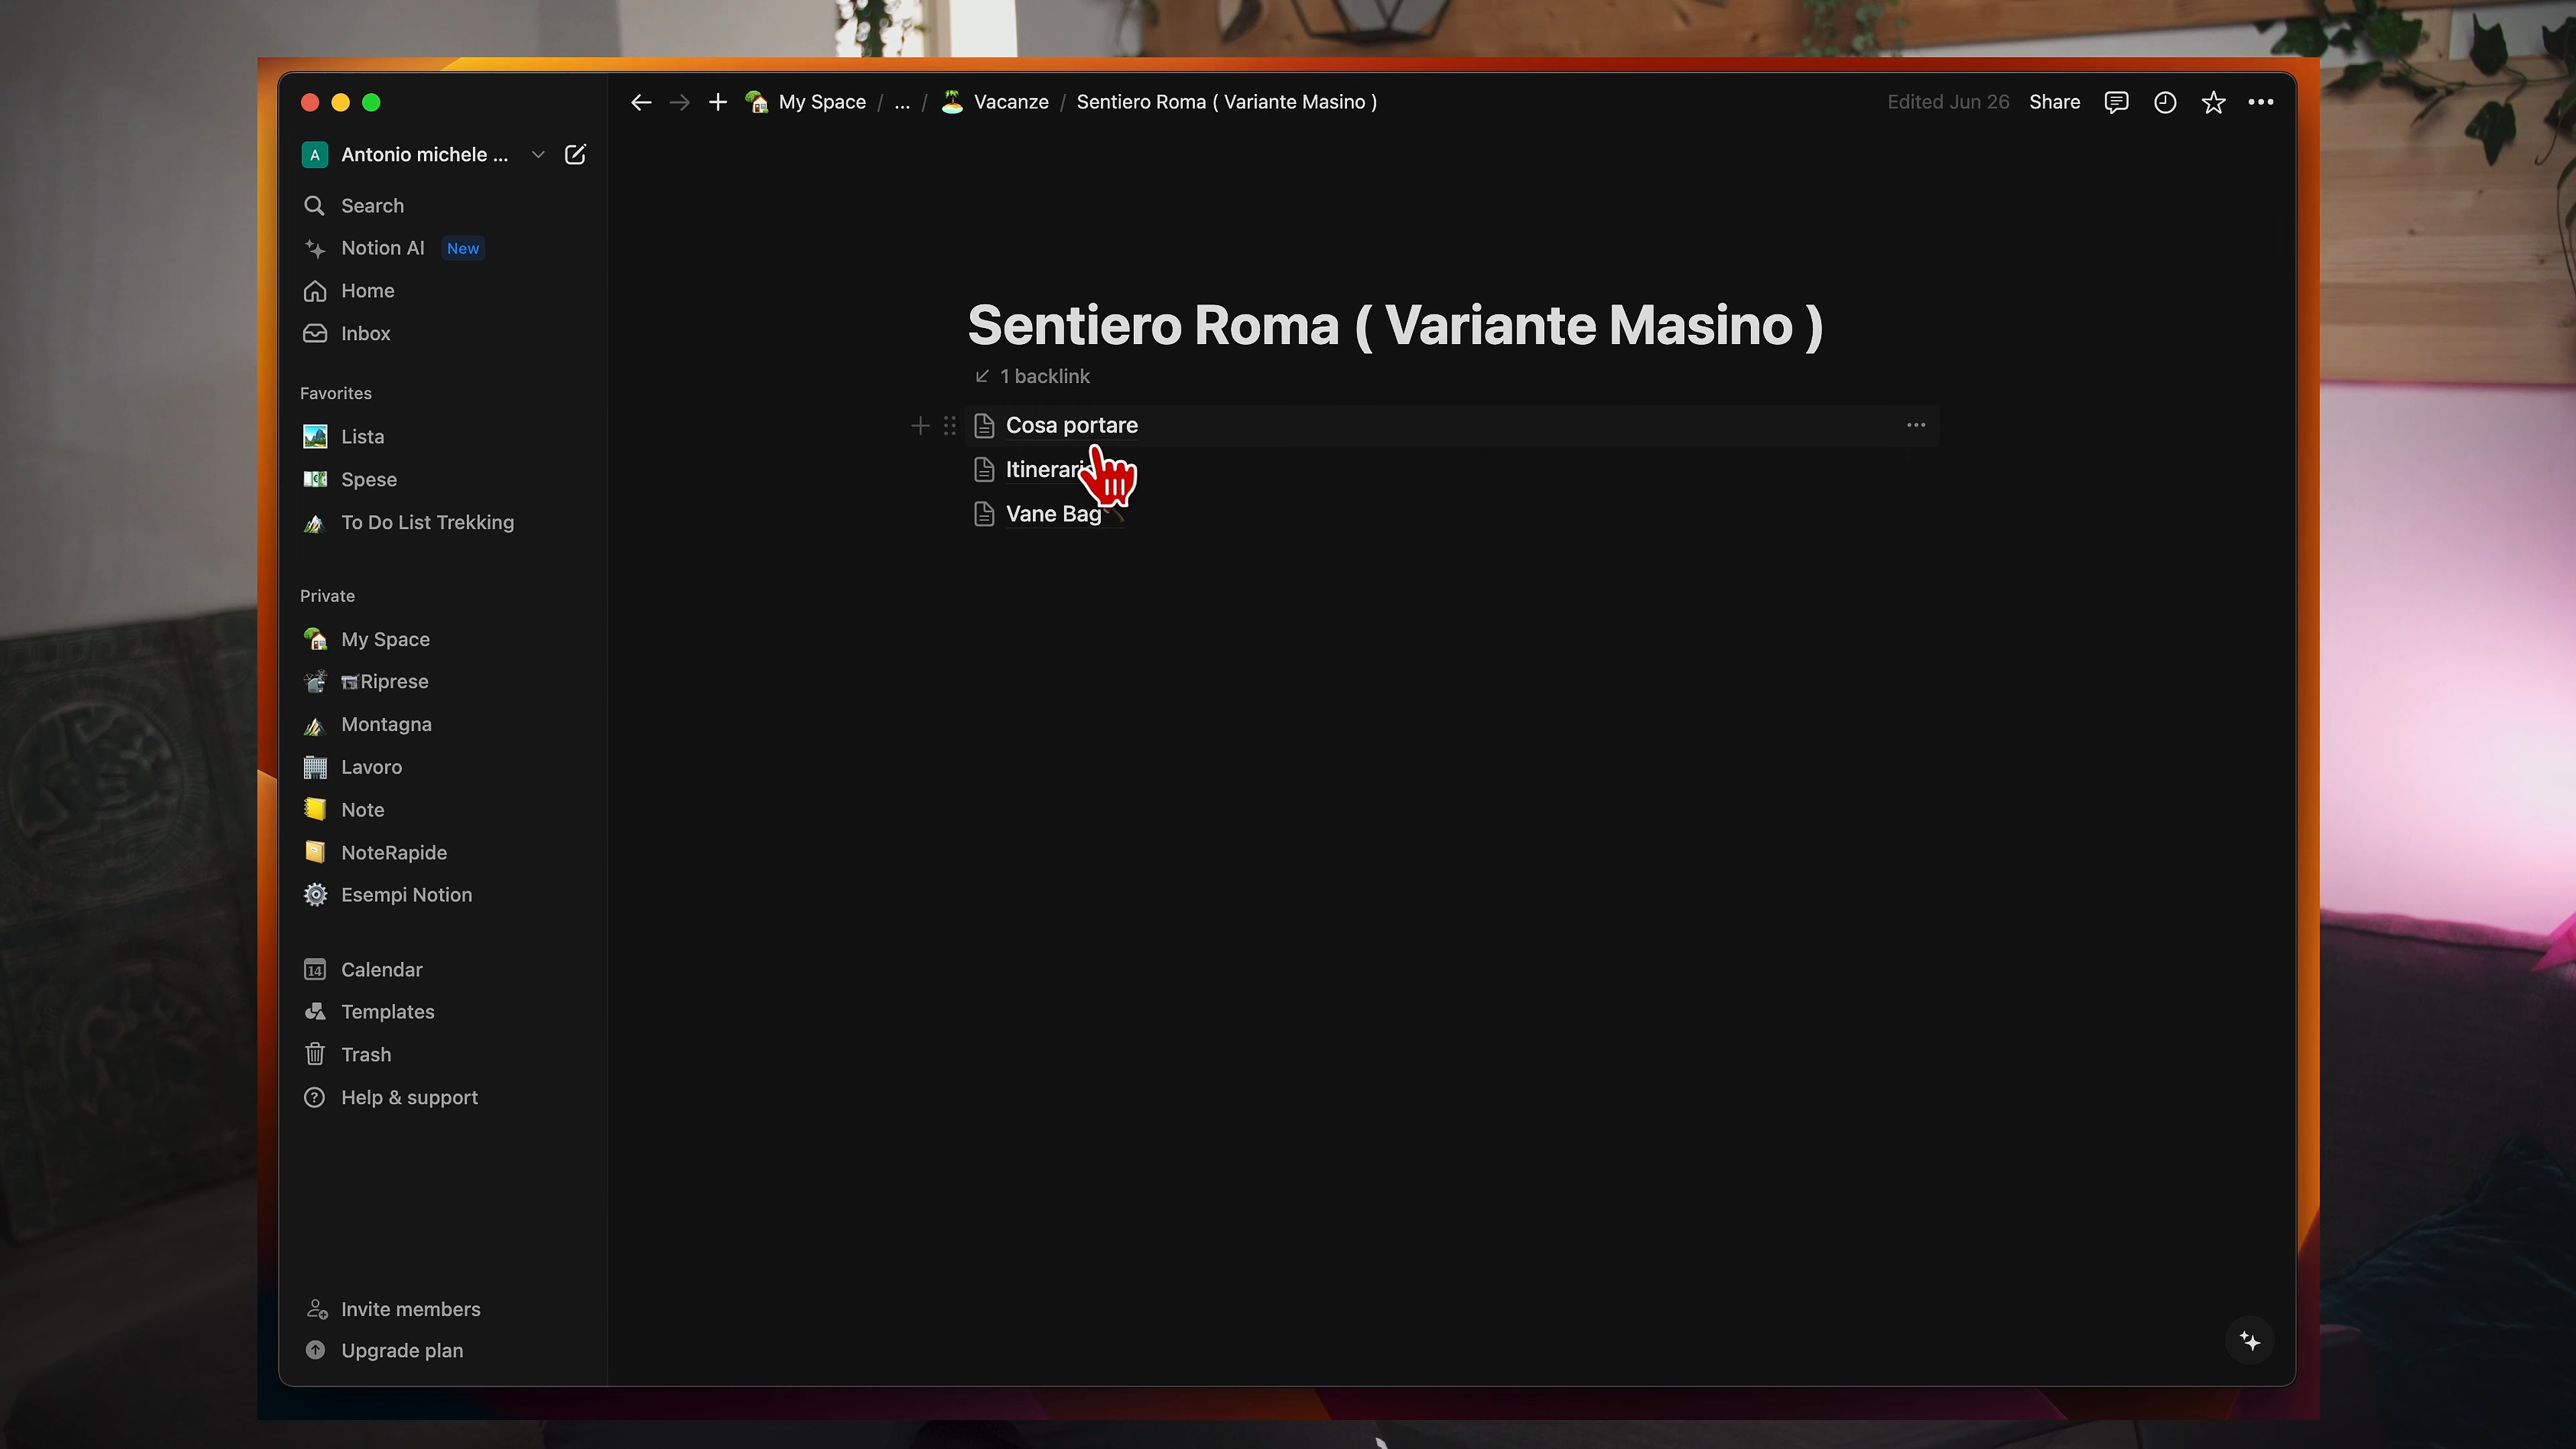 My Space / ... / Vacanze / Sentiero Roma ( Variante Masino )
Edited Jun 26 Share
A Antonio michele ...
Search
Notion AI New
Home
Inbox
Favorites
Lista
Spese
To Do List Trekking
Private
My Space
Riprese
Montagna
Lavoro
Note
NoteRapide
Esempi Notion
14 Calendar
Templates
Trash
Help & support
Invite members
Upgrade plan
Sentiero Roma ( Variante Masino )
1 backlink
Cosa portare
Vane Bag